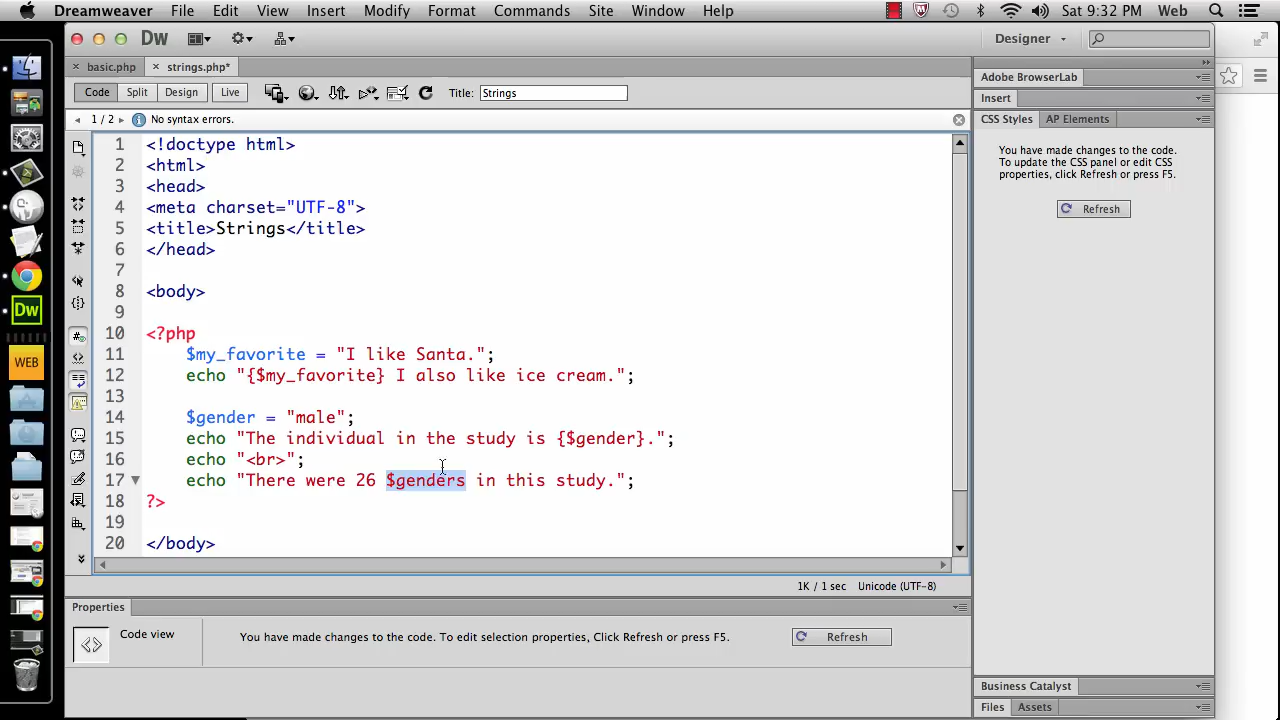 Dreamweaver File Edit View Insert Modify Format Commands Site Window Help Sat 9:32 PM Web
Dw Designer
× basic.php × strings.php*
Code Split Design Live Title: Strings
1 / 2 No syntax errors.
1 <!doctype html>
2 <html>
3 <head>
4 <meta charset="UTF-8">
5 <title>Strings</title>
6 </head>
7
8 <body>
9
10 <?php
11 $my_favorite = "I like Santa.";
12 echo "{$my_favorite} I also like ice cream.";
13
14 $gender = "male";
15 echo "The individual in the study is {$gender}.";
16 echo "<br>";
17 echo "There were 26 $genders in this study.";
18 ?>
19
20 </body>
1K / 1 sec Unicode (UTF-8)
Properties
Code view
You have made changes to the code. To edit selection properties, Click Refresh or press F5.
Refresh
Adobe BrowserLab
Insert
CSS Styles AP Elements
You have made changes to the code.
To update the CSS panel or edit CSS
properties, click Refresh or press F5.
Refresh
Business Catalyst
Files Assets
Dw
WEB